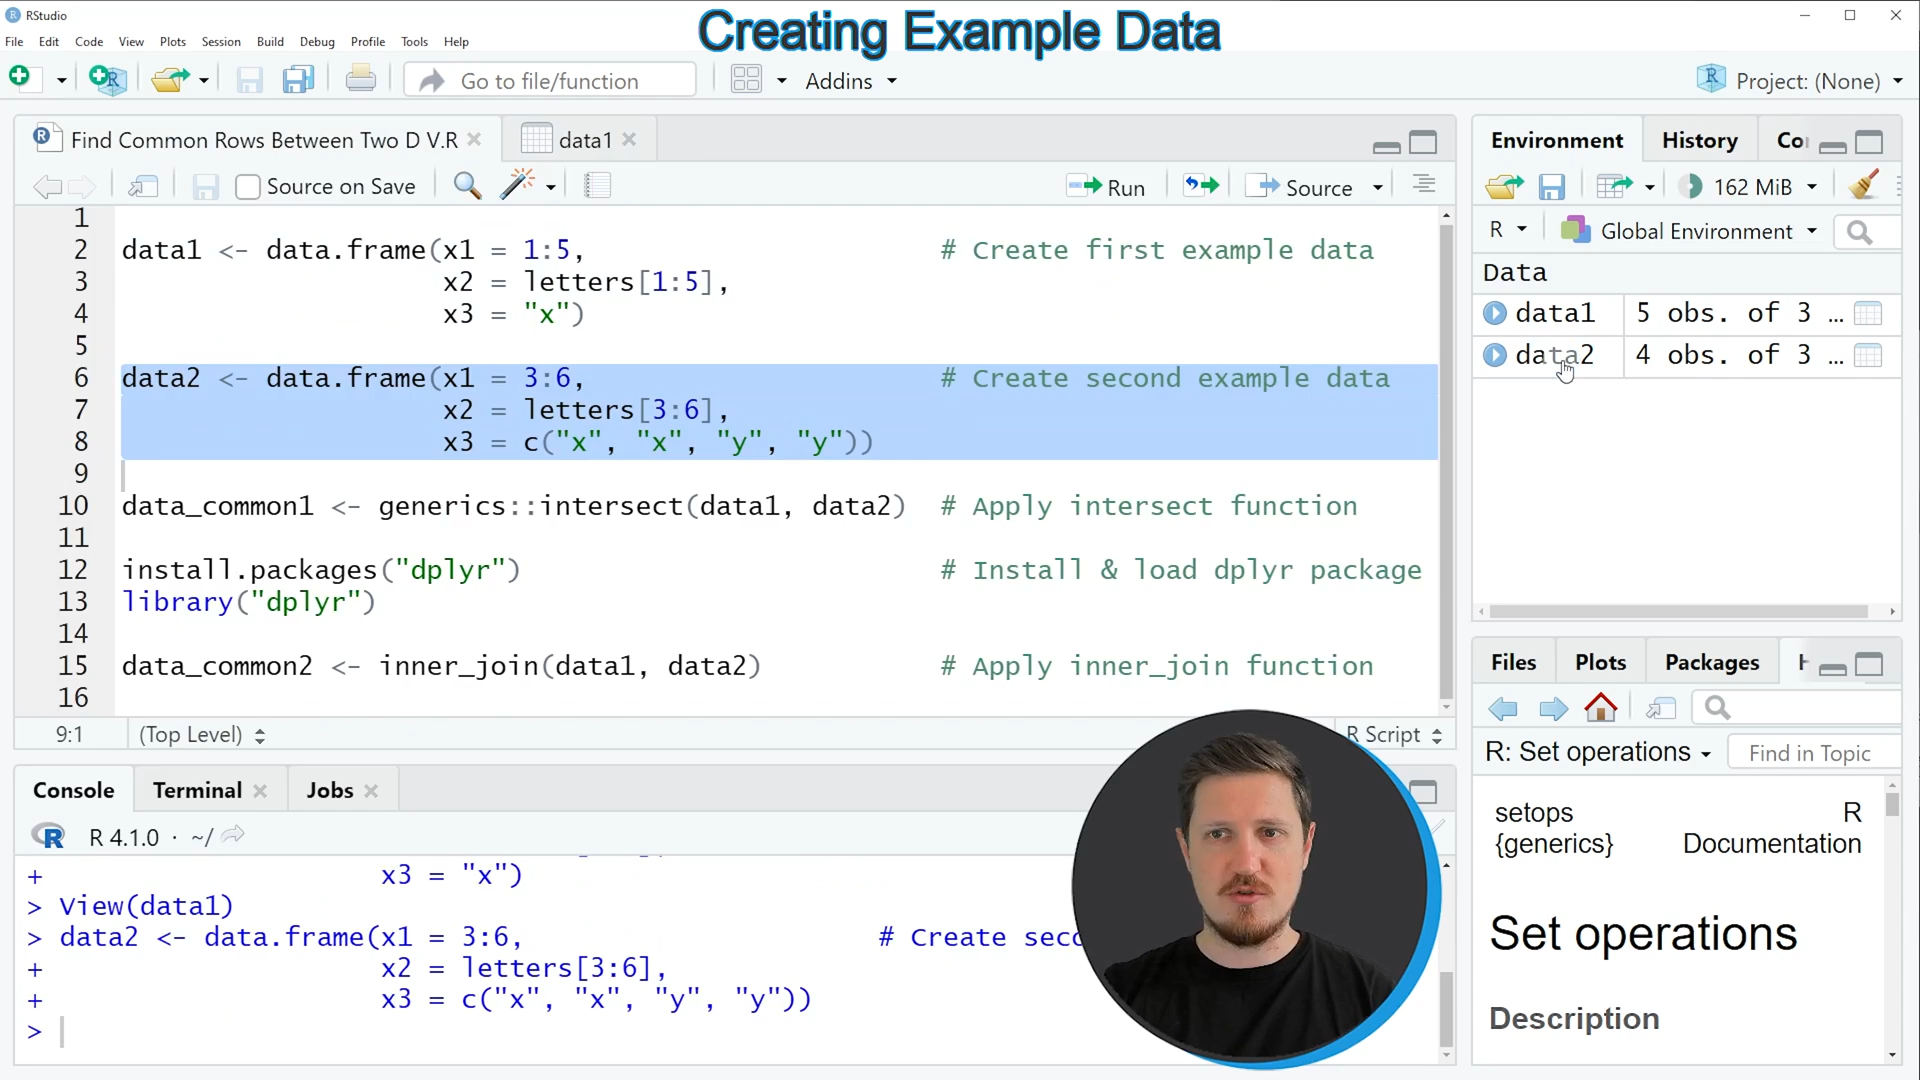 RStudio
Creating Example Data
File Edit Code View Plots Session Build Debug Profile Tools Help
Go to file/function
Addins
Project: (None)
Find Common Rows Between Two D V.R
data1
Source on Save
Run
Source
1
2 data1 <- data.frame(x1 = 1:5, # Create first example data
3 x2 = letters[1:5],
4 x3 = "x")
5
6 data2 <- data.frame(x1 = 3:6, # Create second example data
7 x2 = letters[3:6],
8 x3 = c("x", "x", "y", "y"))
9
10 data_common1 <- generics::intersect(data1, data2) # Apply intersect function
11
12 install.packages("dplyr") # Install & load dplyr package
13 library("dplyr")
14
15 data_common2 <- inner_join(data1, data2) # Apply inner_join function
16
9:1 (Top Level) R Script
Console Terminal Jobs
R 4.1.0 · ~/
+ x3 = "x")
> View(data1)
> data2 <- data.frame(x1 = 3:6, # Create seco
+ x2 = letters[3:6],
+ x3 = c("x", "x", "y", "y"))
>
Environment History Co
162 MiB
R Global Environment
Data
data1 5 obs. of 3 …
data2 4 obs. of 3 …
Files Plots Packages H
R: Set operations Find in Topic
setops R
{generics} Documentation
Set operations
Description